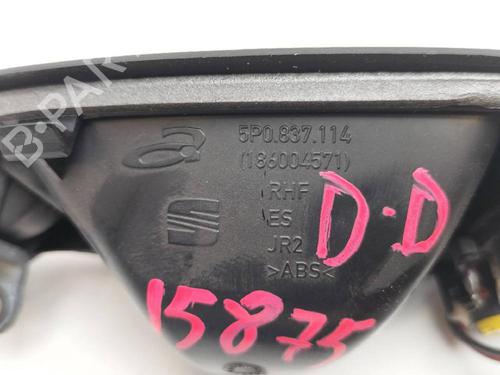 B-PARTS
5P0.837.114
(186004571)
RHF
ES
JR2
>ABS<
D.D
15875